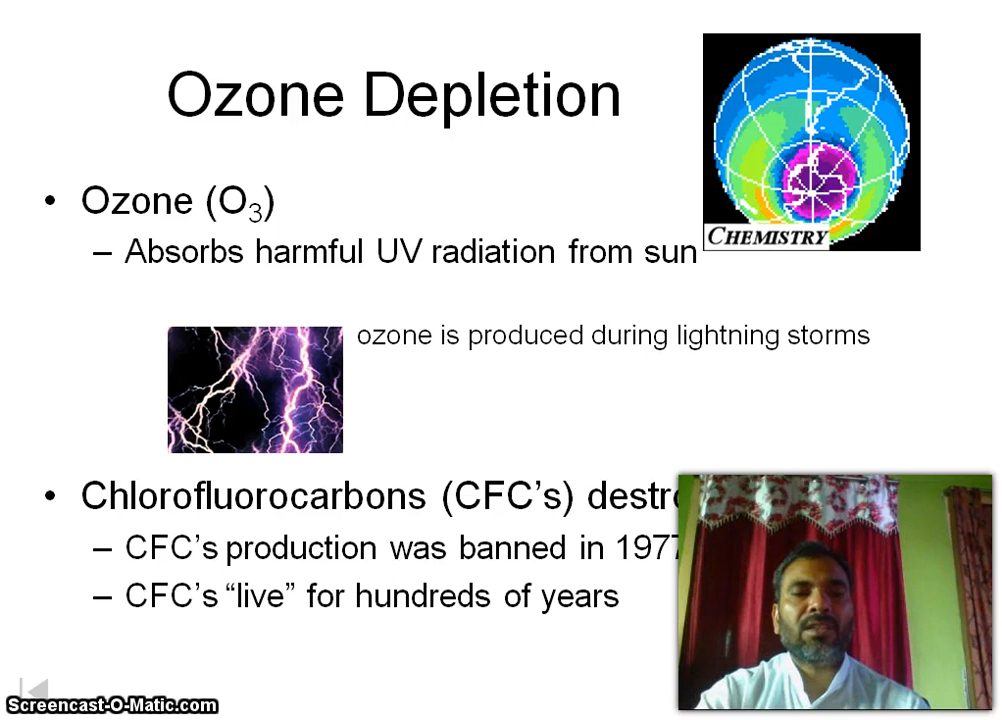 Ozone Depletion
CHEMISTRY
• Ozone (O₃)
– Absorbs harmful UV radiation from sun
ozone is produced during lightning storms
• Chlorofluorocarbons (CFC’s)
– CFC’s production was banned in 1977
– CFC’s “live” for hundreds of years
Screencast-O-Matic.com